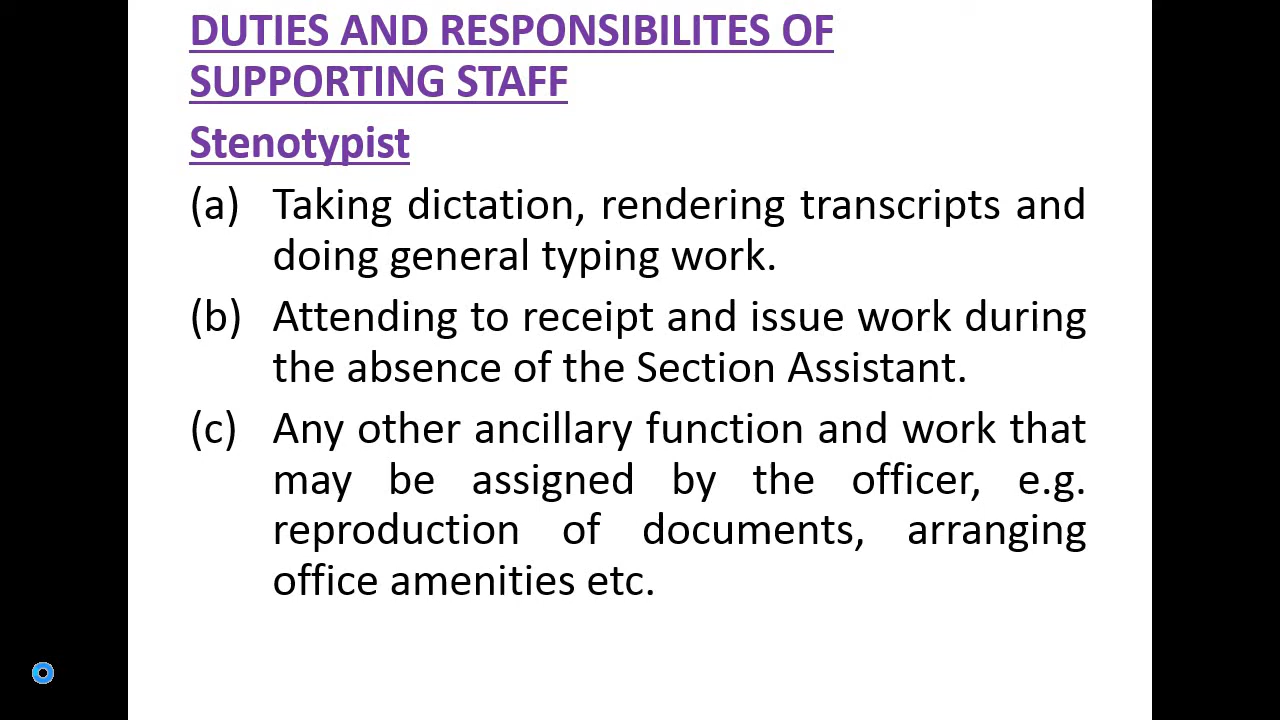 DUTIES AND RESPONSIBILITES OF
SUPPORTING STAFF
Stenotypist
(a) Taking dictation, rendering transcripts and
doing general typing work.
(b) Attending to receipt and issue work during
the absence of the Section Assistant.
(c) Any other ancillary function and work that
may be assigned by the officer, e.g.
reproduction of documents, arranging
office amenities etc.